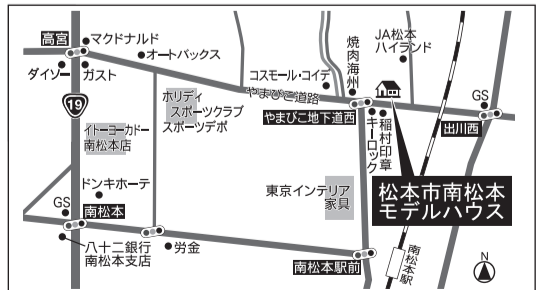 高宮
マクドナルド
オートバックス
ダイソー
ガスト
19
ホリデイ
スポーツクラブ
スポーツデポ
イトーヨーカドー
南松本店
コスモール・コイデ
やまびこ道路
焼肉海州
JA松本
ハイランド
GS
やまびこ地下道西
キーロック
稲村印章
出川西
ドンキホーテ
GS
南松本
東京インテリア
家具
松本市南松本
モデルハウス
八十二銀行
南松本支店
労金
南松本駅前
南松本駅
N